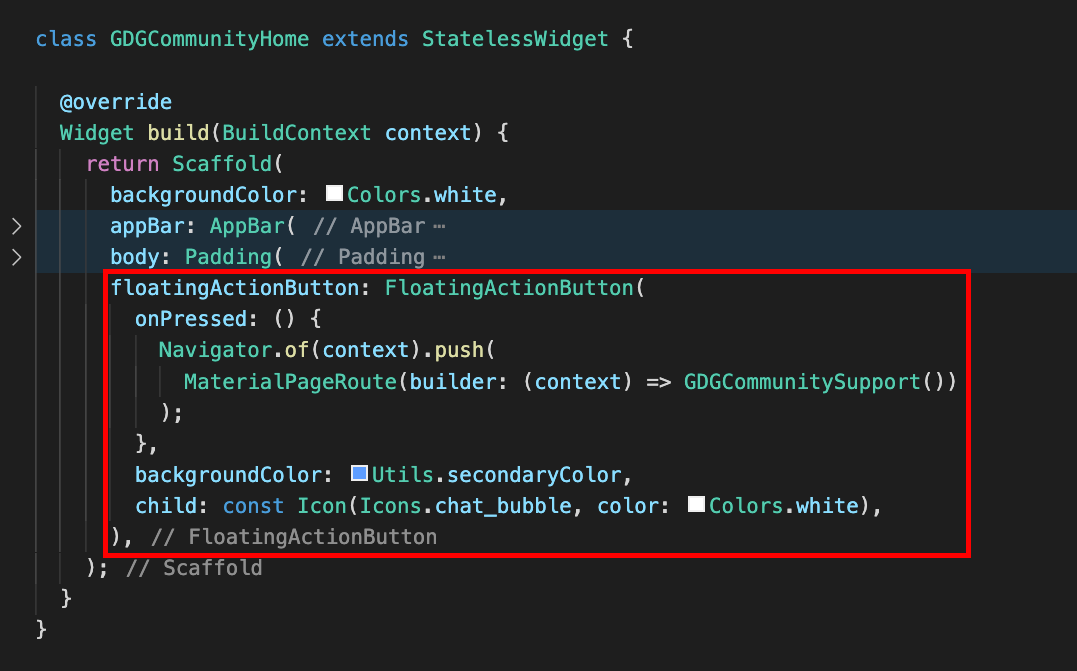 class GDGCommunityHome extends StatelessWidget {
@override
Widget build(BuildContext context) {
return Scaffold(
backgroundColor: Colors.white,
appBar: AppBar( // AppBar ⋯
body: Padding( // Padding ⋯
floatingActionButton: FloatingActionButton(
onPressed: () {
Navigator.of(context).push(
MaterialPageRoute(builder: (context) => GDGCommunitySupport())
);
},
backgroundColor: Utils.secondaryColor,
child: const Icon(Icons.chat_bubble, color: Colors.white),
), // FloatingActionButton
); // Scaffold
}
}